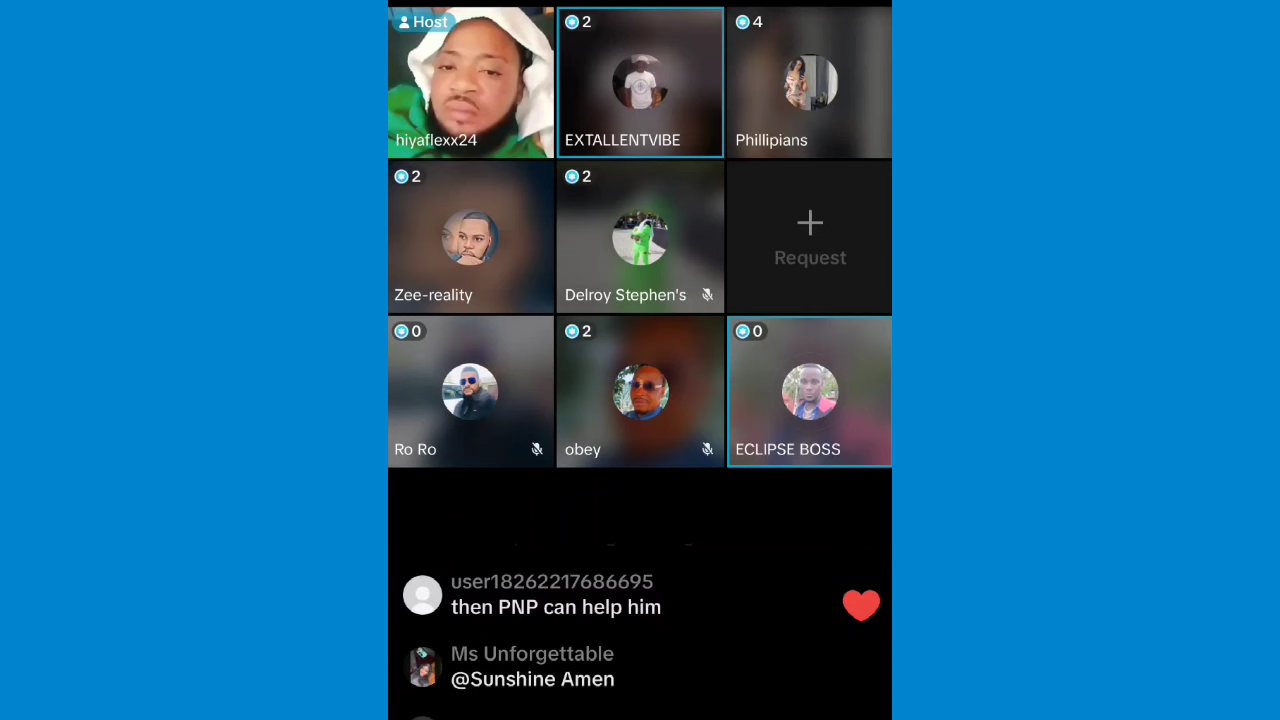 Host
2
4
hiyaflexx24
EXTALLENTVIBE
Phillipians
2
2
Request
Zee-reality
Delroy Stephen's
0
2
0
Ro Ro
obey
ECLIPSE BOSS
user18262217686695
then PNP can help him
Ms Unforgettable
@Sunshine Amen